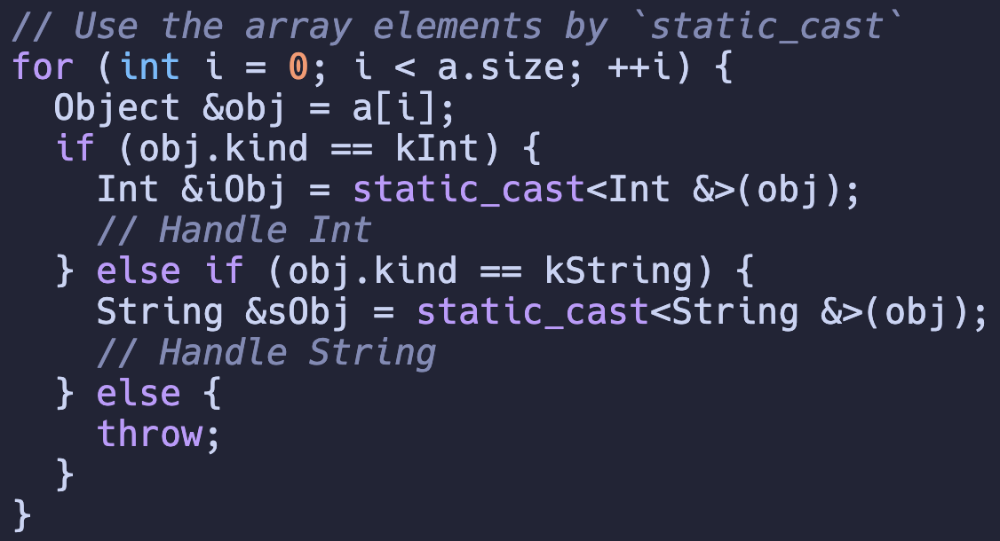 // Use the array elements by `static_cast`
for (int i = 0; i < a.size; ++i) {
  Object &obj = a[i];
  if (obj.kind == kInt) {
    Int &iObj = static_cast<Int &>(obj);
    // Handle Int
  } else if (obj.kind == kString) {
    String &sObj = static_cast<String &>(obj);
    // Handle String
  } else {
    throw;
  }
}